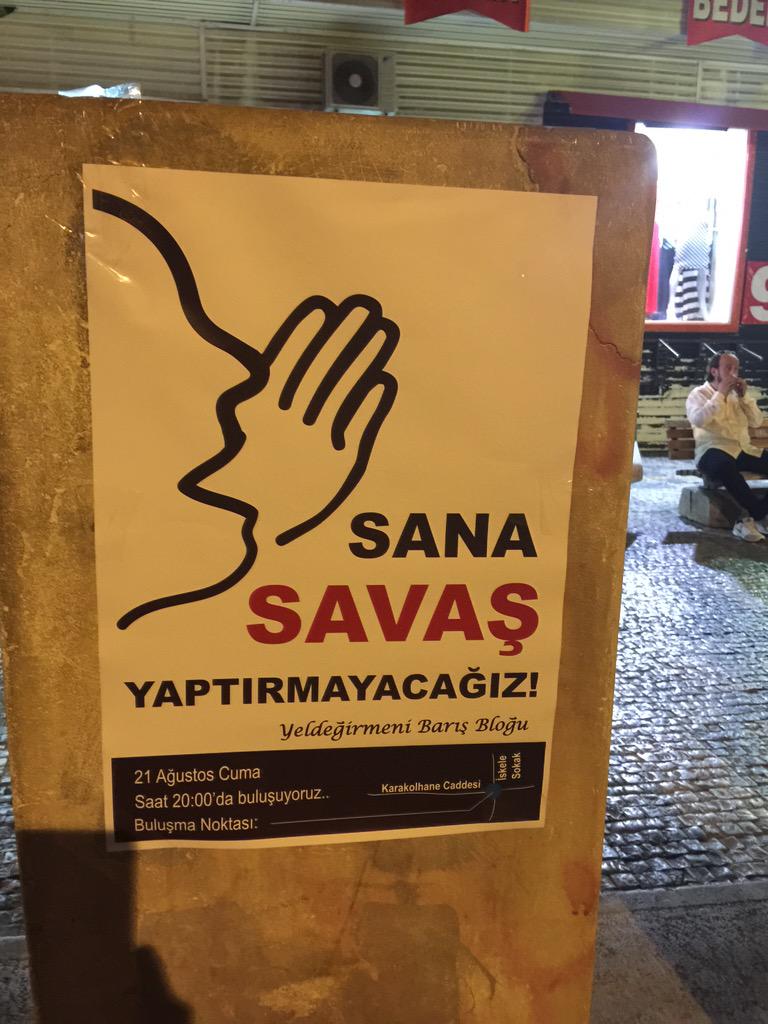 BEDE
SANA
SAVAŞ
YAPTIRMAYACAĞIZ!
Yeldeğirmeni Barış Bloğu
21 Ağustos Cuma
Saat 20:00'da buluşuyoruz..
Buluşma Noktası:
Karakolhane Caddesi
İskele
Sokak